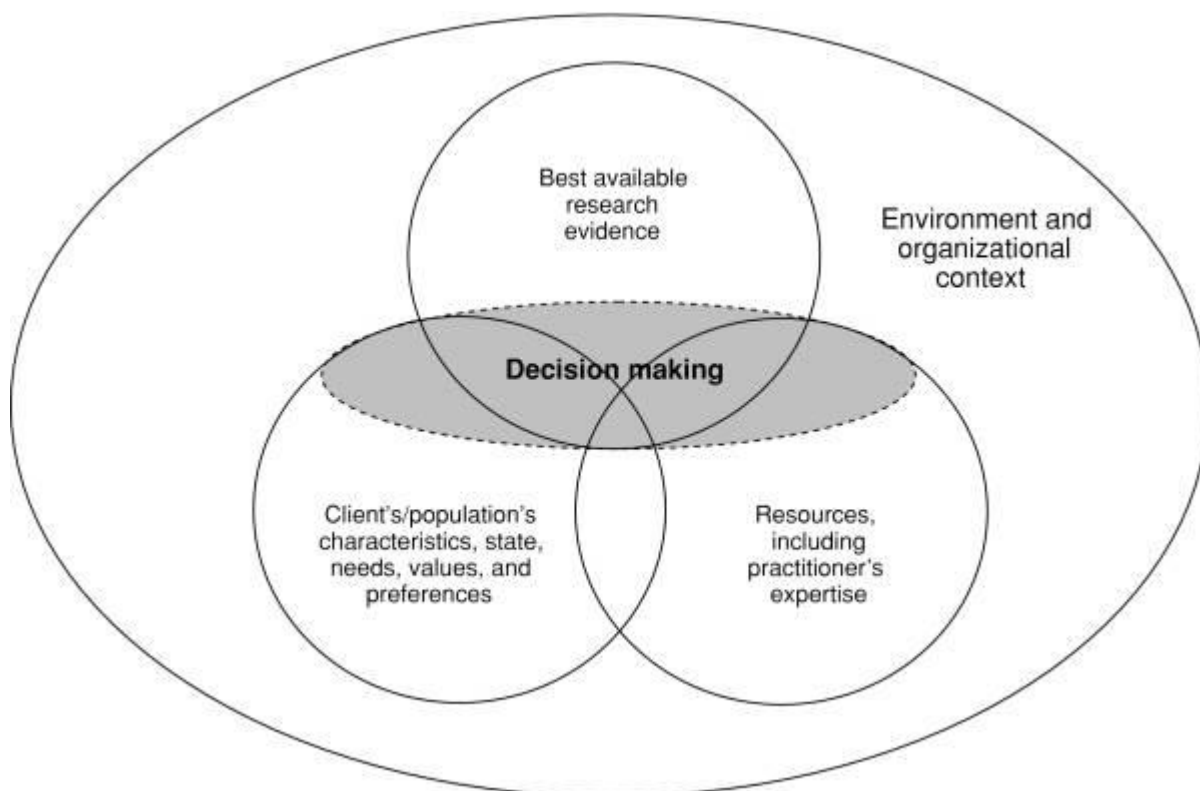 Best available
research
evidence
Environment and
organizational
context
Decision making
Client's/population's
characteristics, state,
needs, values, and
preferences
Resources,
including
practitioner's
expertise